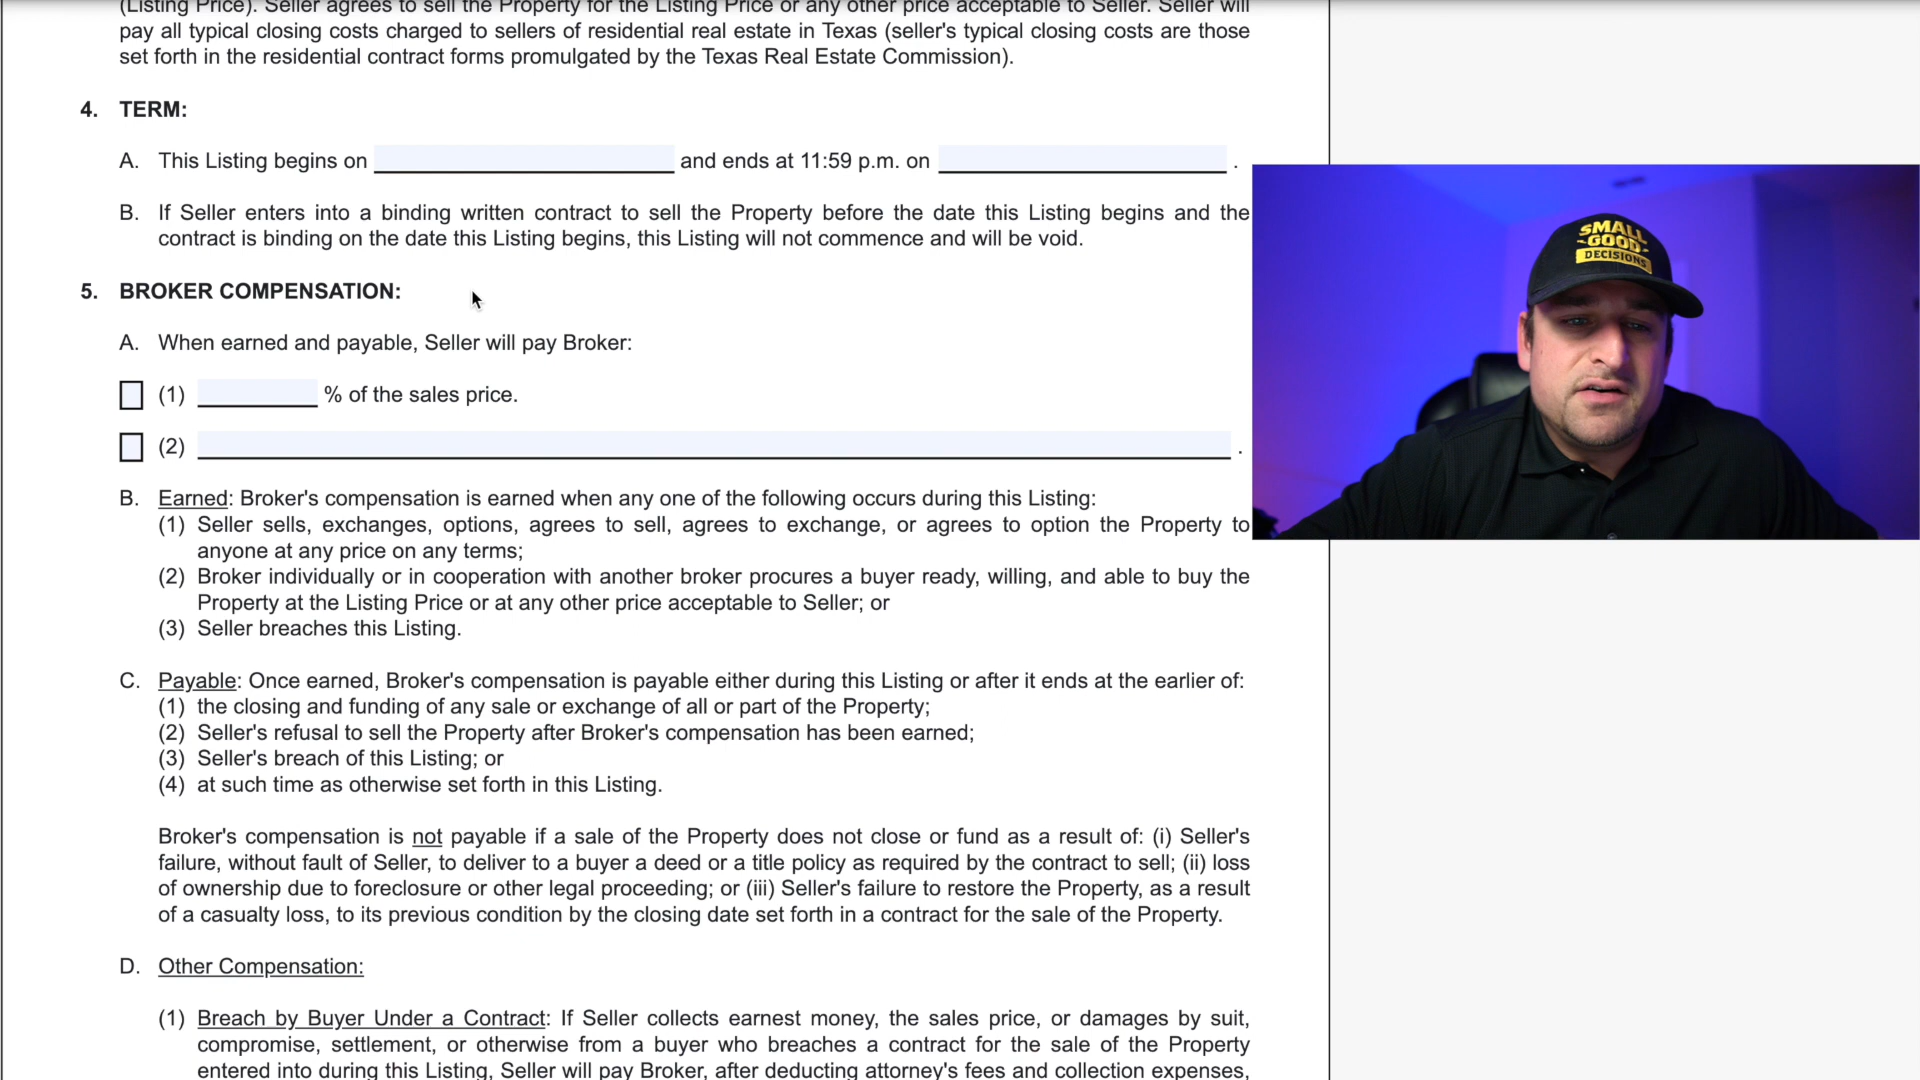 (Listing Price). Seller agrees to sell the Property for the Listing Price or any other price acceptable to Seller. Seller will
pay all typical closing costs charged to sellers of residential real estate in Texas (seller's typical closing costs are those
set forth in the residential contract forms promulgated by the Texas Real Estate Commission).
4. TERM:
A. This Listing begins on and ends at 11:59 p.m. on .
B. If Seller enters into a binding written contract to sell the Property before the date this Listing begins and the
contract is binding on the date this Listing begins, this Listing will not commence and will be void.
5. BROKER COMPENSATION:
A. When earned and payable, Seller will pay Broker:
(1) % of the sales price.
(2) .
B. Earned: Broker's compensation is earned when any one of the following occurs during this Listing:
(1) Seller sells, exchanges, options, agrees to sell, agrees to exchange, or agrees to option the Property to
anyone at any price on any terms;
(2) Broker individually or in cooperation with another broker procures a buyer ready, willing, and able to buy the
Property at the Listing Price or at any other price acceptable to Seller; or
(3) Seller breaches this Listing.
C. Payable: Once earned, Broker's compensation is payable either during this Listing or after it ends at the earlier of:
(1) the closing and funding of any sale or exchange of all or part of the Property;
(2) Seller's refusal to sell the Property after Broker's compensation has been earned;
(3) Seller's breach of this Listing; or
(4) at such time as otherwise set forth in this Listing.
Broker's compensation is not payable if a sale of the Property does not close or fund as a result of: (i) Seller's
failure, without fault of Seller, to deliver to a buyer a deed or a title policy as required by the contract to sell; (ii) loss
of ownership due to foreclosure or other legal proceeding; or (iii) Seller's failure to restore the Property, as a result
of a casualty loss, to its previous condition by the closing date set forth in a contract for the sale of the Property.
D. Other Compensation:
(1) Breach by Buyer Under a Contract: If Seller collects earnest money, the sales price, or damages by suit,
compromise, settlement, or otherwise from a buyer who breaches a contract for the sale of the Property
entered into during this Listing, Seller will pay Broker, after deducting attorney's fees and collection expenses,
SMALL
GOOD
DECISIONS